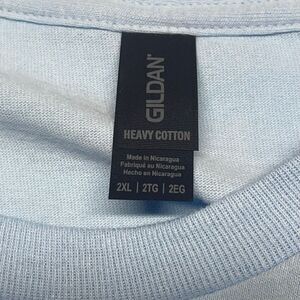 GILDAN®
HEAVY COTTON
Made in Nicaragua
Fabriqué au Nicaragua
Hecho en Nicaragua
2XL | 2TG | 2EG